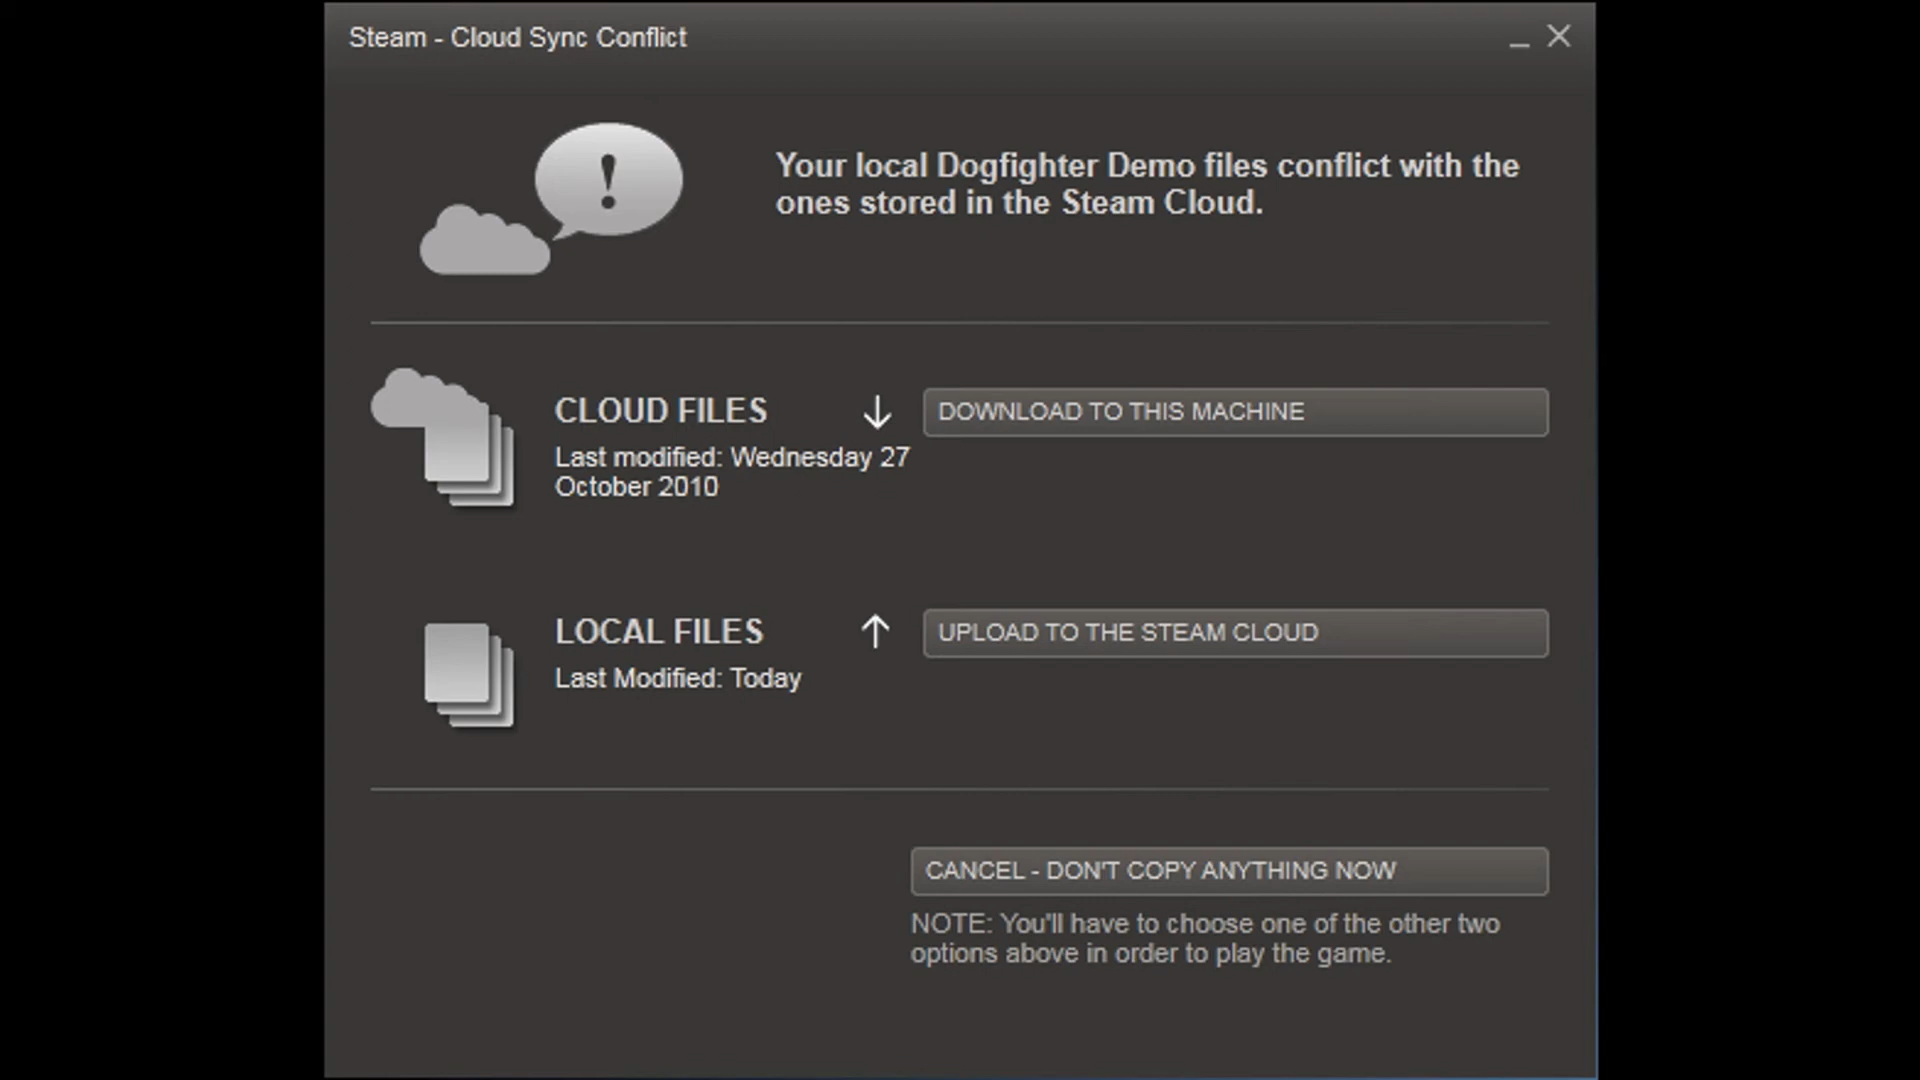 Steam - Cloud Sync Conflict
!
Your local Dogfighter Demo files conflict with the
ones stored in the Steam Cloud.
CLOUD FILES
DOWNLOAD TO THIS MACHINE
Last modified: Wednesday 27
October 2010
LOCAL FILES
UPLOAD TO THE STEAM CLOUD
Last Modified: Today
CANCEL - DON'T COPY ANYTHING NOW
NOTE: You'll have to choose one of the other two
options above in order to play the game.